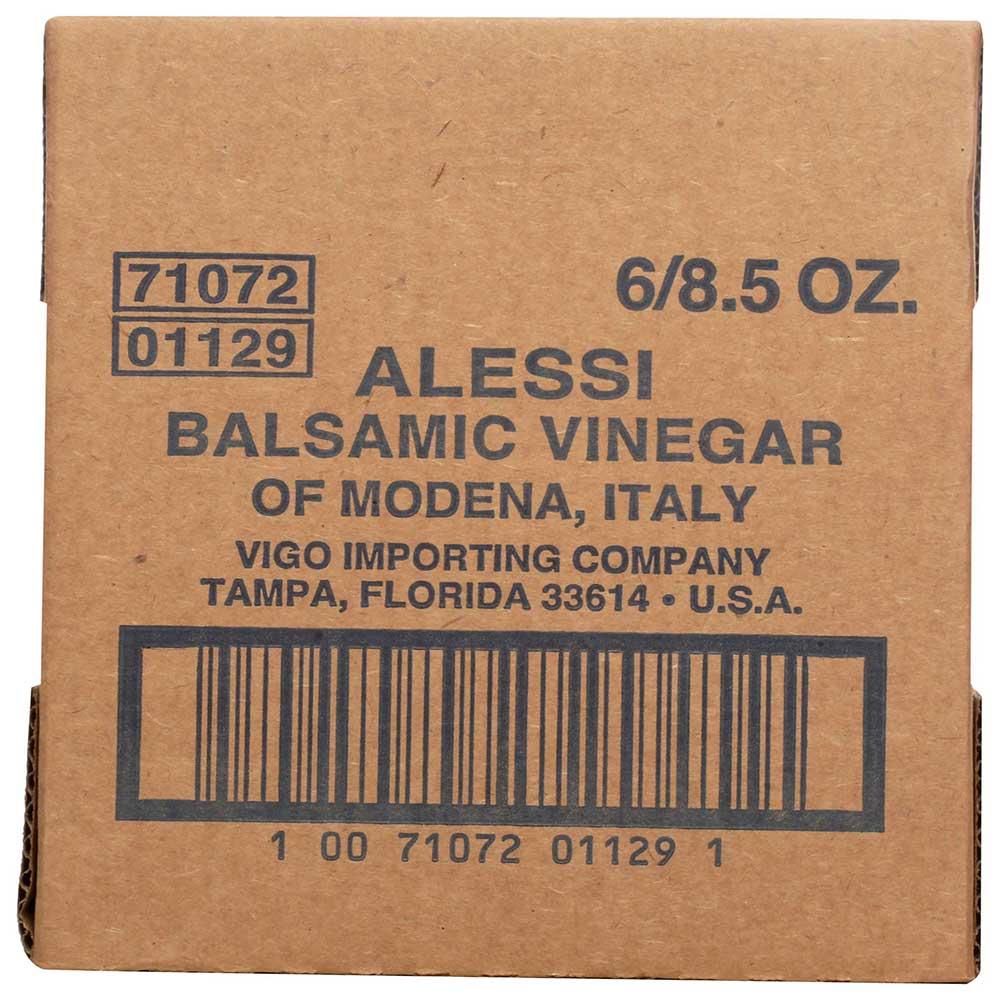 71072
6/8.5 OZ.
01129
ALESSI
BALSAMIC VINEGAR
OF MODENA, ITALY
VIGO IMPORTING COMPANY
TAMPA, FLORIDA 33614 • U.S.A.
1 00 71072 01129 1